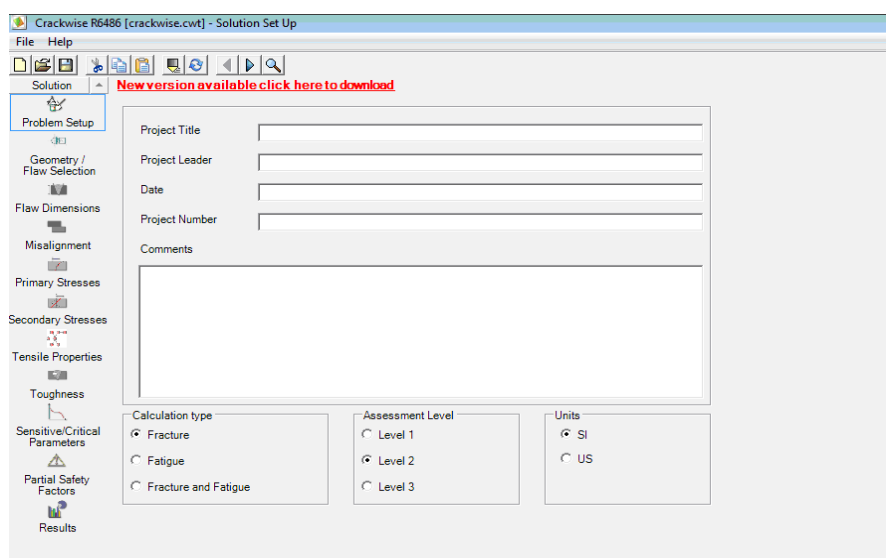 Crackwise R6486 [crackwise.cwt] - Solution Set Up
File Help
Solution
New version available click here to download
Problem Setup
Geometry /
Flaw Selection
Flaw Dimensions
Misalignment
Primary Stresses
Secondary Stresses
Tensile Properties
Toughness
Sensitive/Critical
Parameters
Partial Safety
Factors
Results
Project Title
Project Leader
Date
Project Number
Comments
Calculation type
Fracture
Fatigue
Fracture and Fatigue
Assessment Level
Level 1
Level 2
Level 3
Units
SI
US